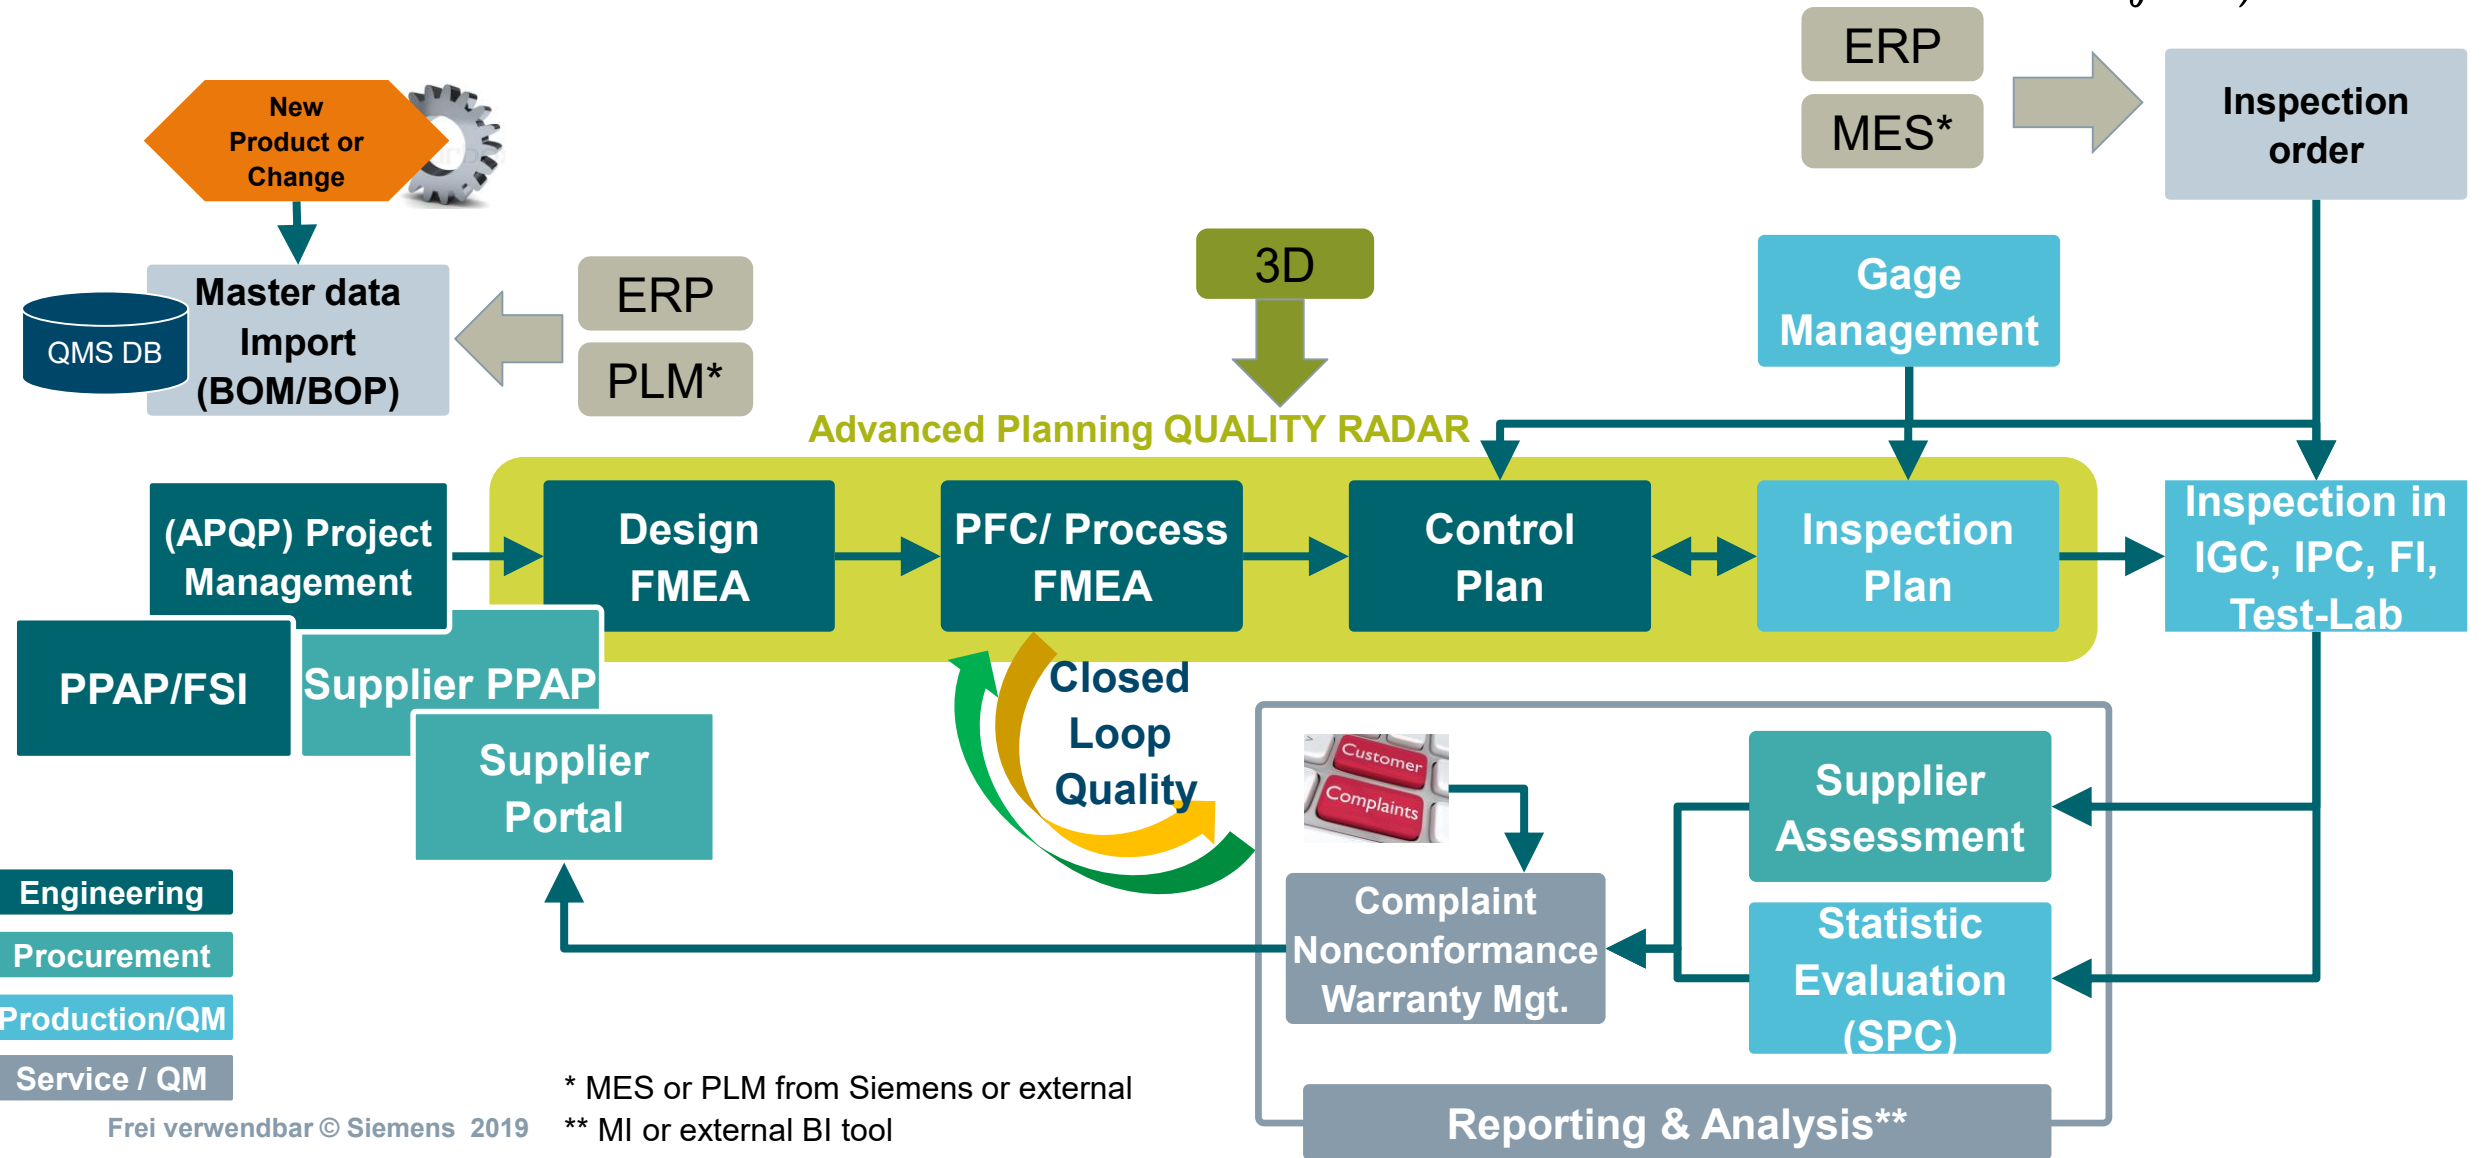 ERP
MES*
Inspection
order
New
Product or
Change
Master data
Import
(BOM/BOP)
QMS DB
ERP
PLM*
3D
Gage
Management
Advanced Planning QUALITY RADAR
(APQP) Project
Management
Design
FMEA
PFC/ Process
FMEA
Control
Plan
Inspection
Plan
Inspection in
IGC, IPC, FI,
Test-Lab
PPAP/FSI
Supplier PPAP
Supplier
Portal
Closed
Loop
Quality
Customer
Complaints
Supplier
Assessment
Complaint
Nonconformance
Warranty Mgt.
Statistic
Evaluation
(SPC)
Reporting & Analysis**
Engineering
Procurement
Production/QM
Service / QM
* MES or PLM from Siemens or external
** MI or external BI tool
Frei verwendbar © Siemens 2019